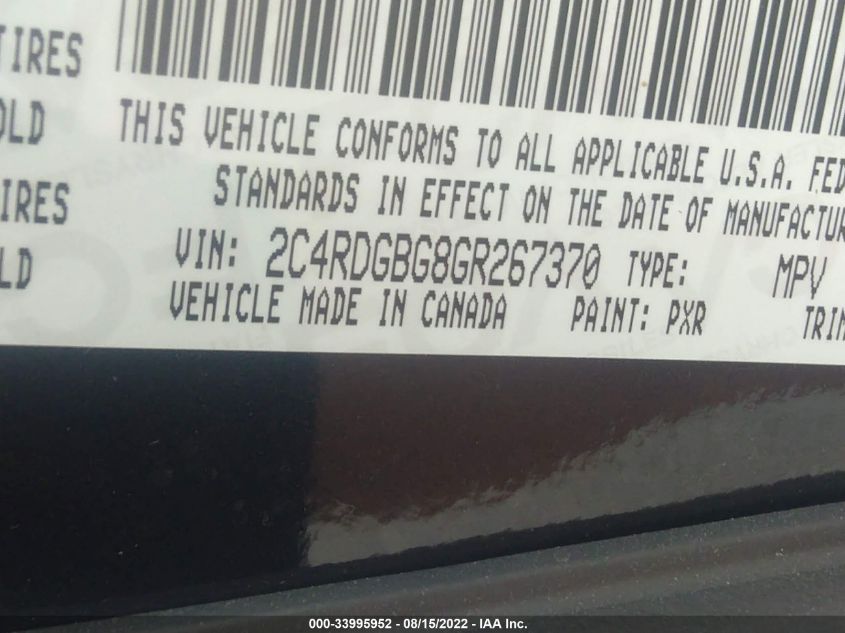 TIRES
OLD
THIS VEHICLE CONFORMS TO ALL APPLICABLE U.S.A. FED
IRES
STANDARDS IN EFFECT ON THE DATE OF MANUFACTUR
LD
VIN: 2C4RDGBG8GR267370 TYPE: MPV
VEHICLE MADE IN CANADA PAINT: PXR TRIM
000-33995952 - 08/15/2022 - IAA Inc.